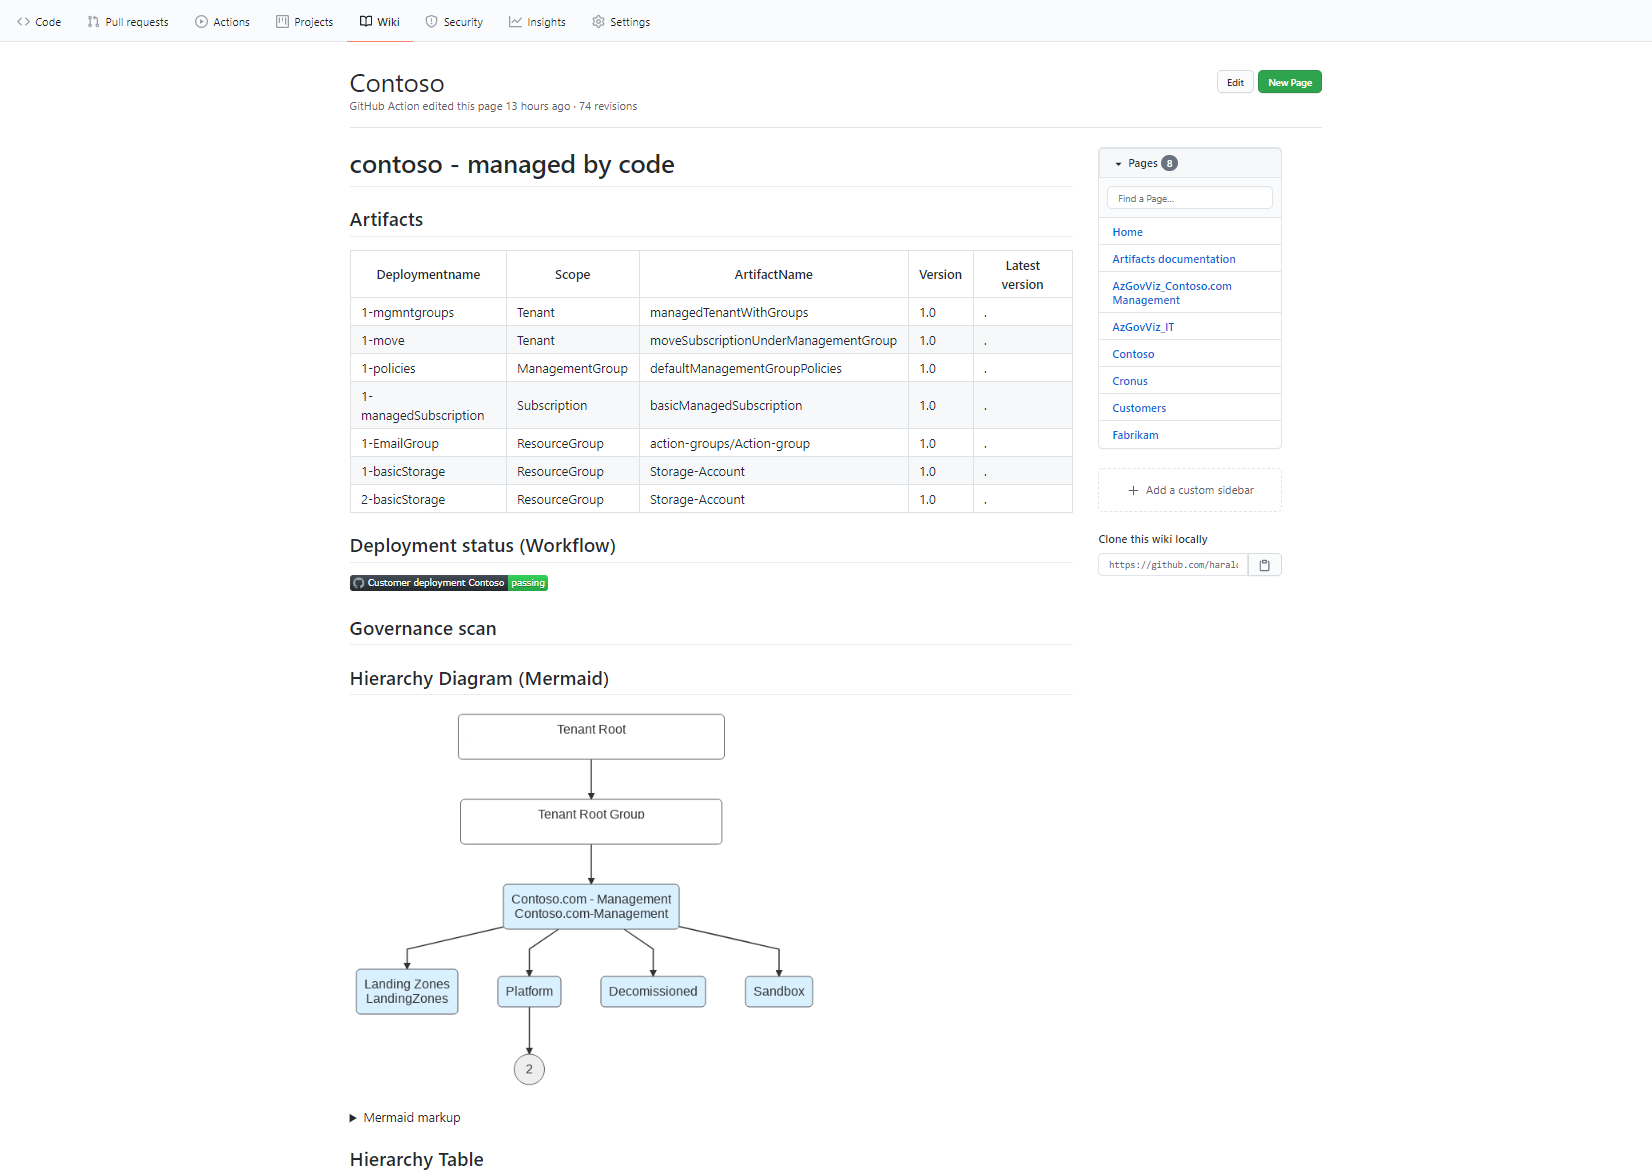 Code Pull requests Actions Projects Wiki Security Insights Settings
Contoso
Edit New Page
GitHub Action edited this page 13 hours ago · 74 revisions
contoso - managed by code
Artifacts
Deploymentname Scope ArtifactName Version Latest version
1-mgmntgroups Tenant managedTenantWithGroups 1.0 .
1-move Tenant moveSubscriptionUnderManagementGroup 1.0 .
1-policies ManagementGroup defaultManagementGroupPolicies 1.0 .
1-managedSubscription Subscription basicManagedSubscription 1.0 .
1-EmailGroup ResourceGroup action-groups/Action-group 1.0 .
1-basicStorage ResourceGroup Storage-Account 1.0 .
2-basicStorage ResourceGroup Storage-Account 1.0 .
Deployment status (Workflow)
Customer deployment Contoso passing
Governance scan
Hierarchy Diagram (Mermaid)
Tenant Root
Tenant Root Group
Contoso.com - Management
Contoso.com-Management
Landing Zones
LandingZones
Platform
Decomissioned
Sandbox
2
Mermaid markup
Hierarchy Table
Pages 8
Find a Page...
Home
Artifacts documentation
AzGovViz_Contoso.com
Management
AzGovViz_IT
Contoso
Cronus
Customers
Fabrikam
Add a custom sidebar
Clone this wiki locally
https://github.com/haral